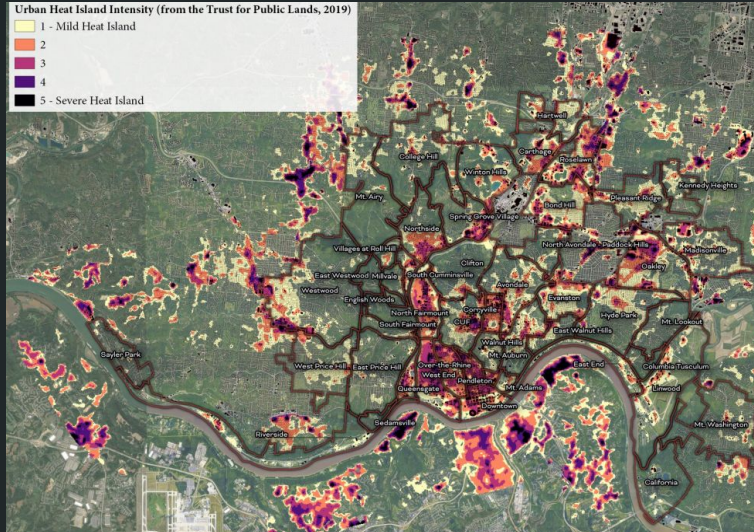 Urban Heat Island Intensity (from the Trust for Public Lands, 2019)
1 - Mild Heat Island
2
3
4
5 - Severe Heat Island
Hartwell
Carthage
College Hill
Roselawn
Winton Hills
Kennedy Heights
Mt. Airy
Pleasant Ridge
Bond Hill
Spring Grove Village
Northside
Villages at Roll Hill
North Avondale - Paddock Hills
Madisonville
Clifton
Oakley
East Westwood
Millvale
South Cumminsville
Westwood
Avondale
English Woods
Evanston
North Fairmount
Corryville
Hyde Park
South Fairmount
CUF
Mt. Lookout
East Walnut Hills
Walnut Hills
Sayler Park
Mt. Auburn
West Price Hill
East Price Hill
Over-the-Rhine
East End
Columbia Tusculum
West End
Pendleton
Queensgate
Mt. Adams
Linwood
Downtown
Sedamsville
Mt. Washington
Riverside
California